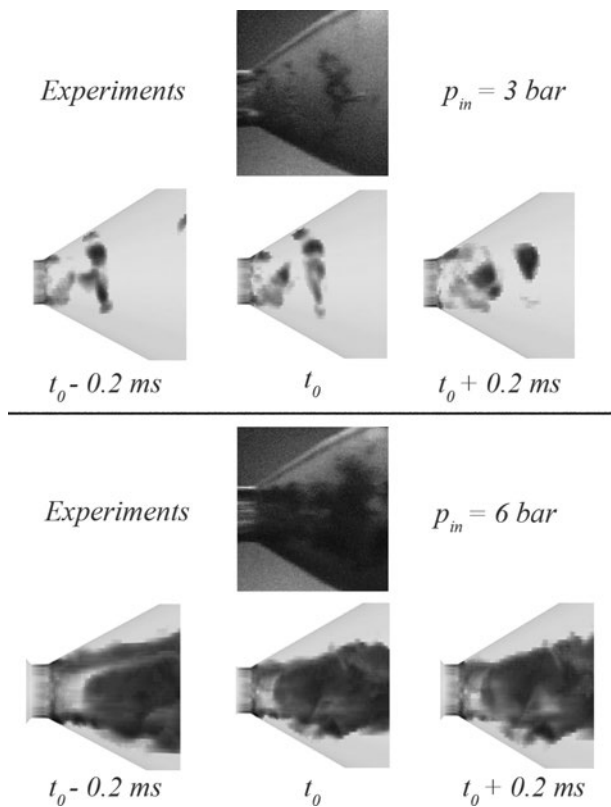 Experiments
p_in = 3 bar
t_0 - 0.2 ms
t_0
t_0 + 0.2 ms
Experiments
p_in = 6 bar
t_0 - 0.2 ms
t_0
t_0 + 0.2 ms